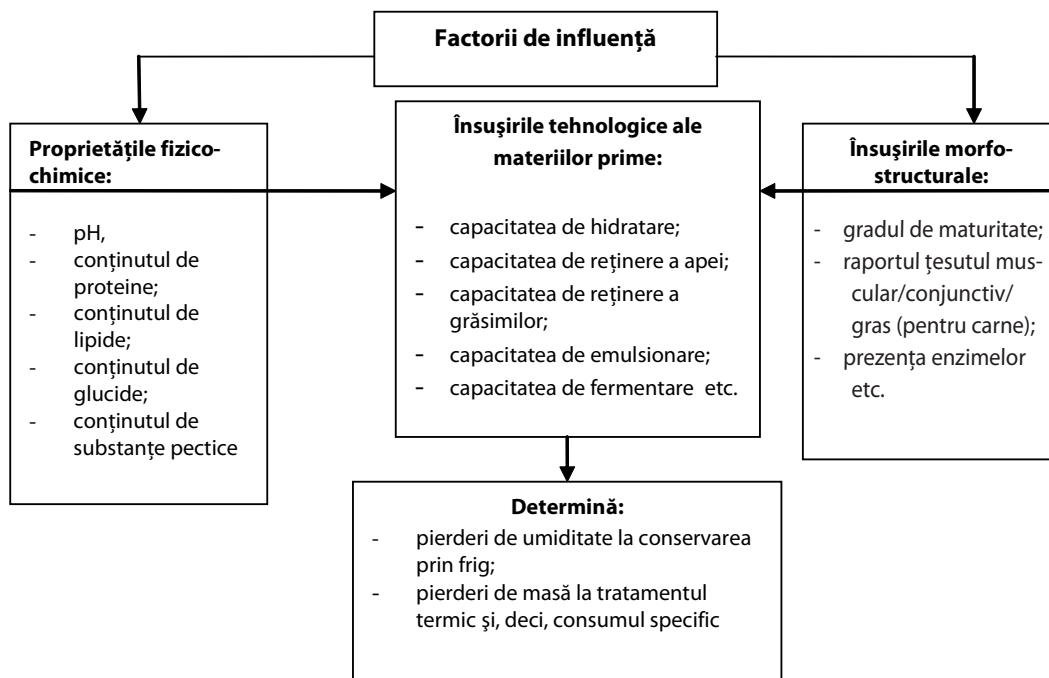 Factorii de influență
Proprietățile fizico-
chimice:
- pH,
- conținutul de
proteine;
- conținutul de
lipide;
- conținutul de
glucide;
- conținutul de
substanțe pectice
Însuşirile tehnologice ale
materiilor prime:
- capacitatea de hidratare;
- capacitatea de reținere a apei;
- capacitatea de reținere a
grăsimilor;
- capacitatea de emulsionare;
- capacitatea de fermentare etc.
Însuşirile morfo-
structurale:
- gradul de maturitate;
- raportul țesutul mus-
cular/conjunctiv/
gras (pentru carne);
- prezența enzimelor
etc.
Determină:
- pierderi de umiditate la conservarea
prin frig;
- pierderi de masă la tratamentul
termic şi, deci, consumul specific